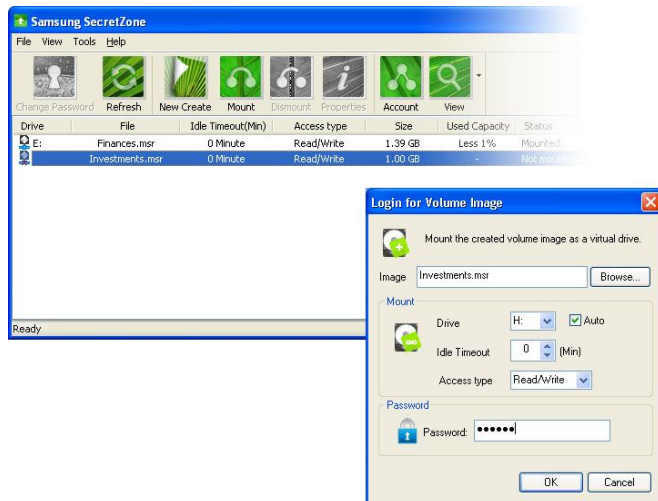 Samsung SecretZone
File View Tools Help
Change Password Refresh New Create Mount Dismount Properties Account View
Drive File Idle Timeout(Min) Access type Size Used Capacity Status
E: Finances.msr 0 Minute Read/Write 1.39 GB Less 1% Mounted.
Investments.msr 0 Minute Read/Write 1.00 GB - Not mounted
Ready
Login for Volume Image
Mount the created volume image as a virtual drive.
Image Investments.msr Browse...
Mount
Drive H: Auto
Idle Timeout 0 (Min)
Access type Read/Write
Password
Password: ●●●●●●
OK Cancel